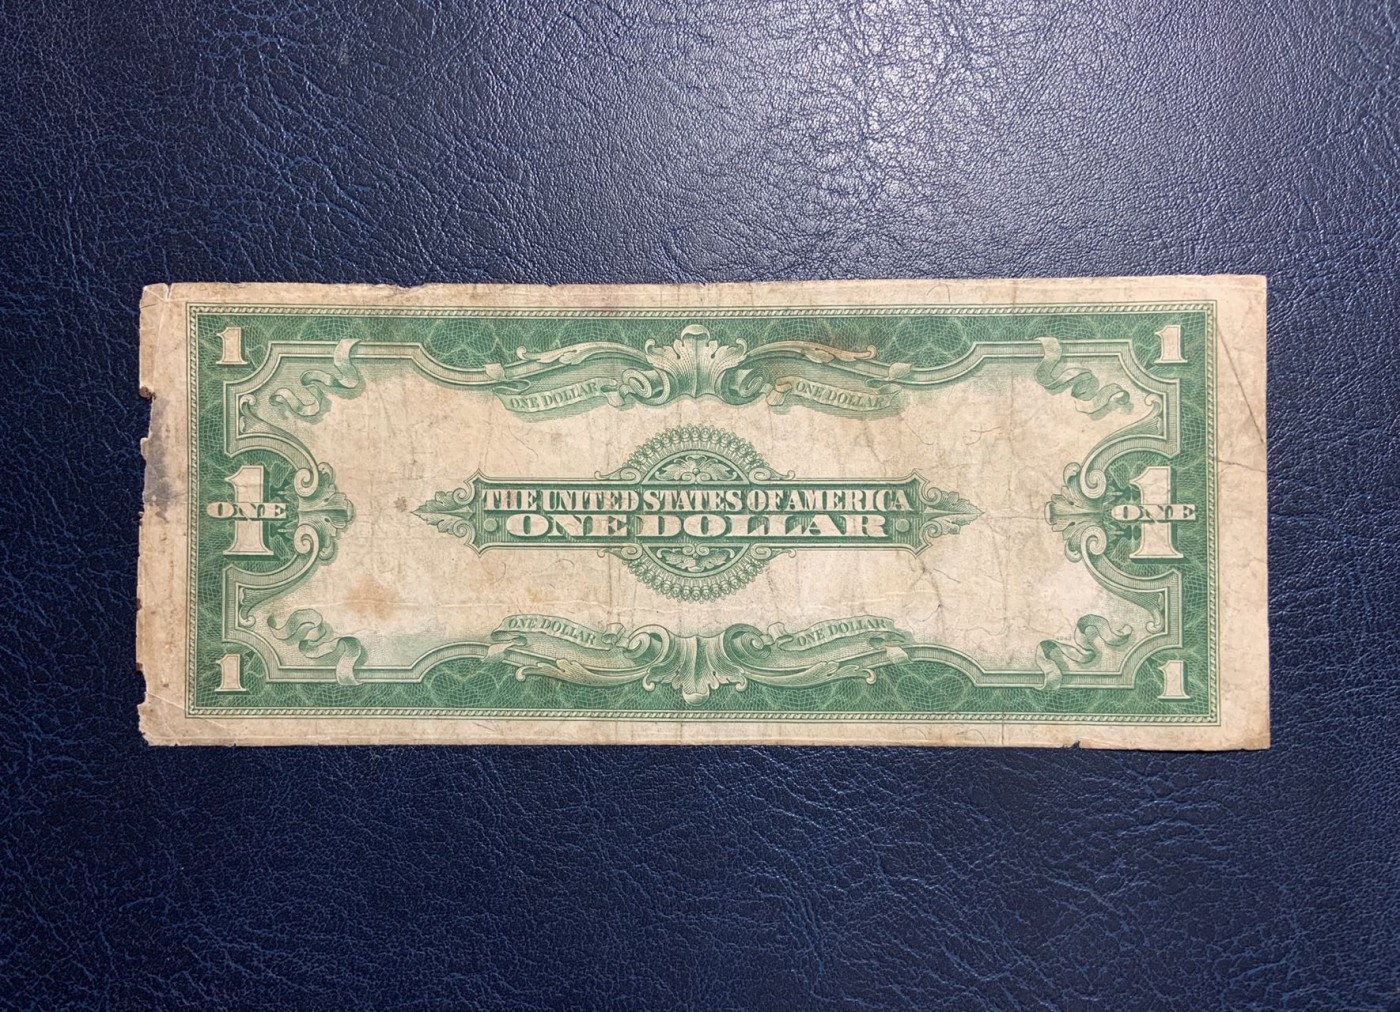 1
1
ONE DOLLAR
ONE DOLLAR
THE UNITED STATES OF AMERICA
ONE DOLLAR
1
ONE
1
ONE
ONE DOLLAR
ONE DOLLAR
1
1